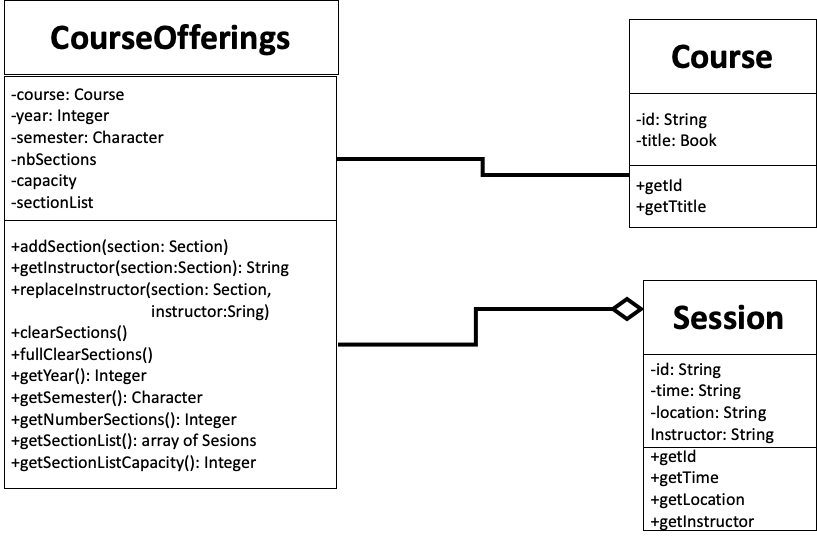 CourseOfferings
-course: Course
-year: Integer
-semester: Character
-nbSections
-capacity
-sectionList
+addSection(section: Section)
+getInstructor(section:Section): String
+replaceInstructor(section: Section,
instructor:Sring)
+clearSections()
+fullClearSections()
+getYear(): Integer
+getSemester(): Character
+getNumberSections(): Integer
+getSectionList(): array of Sesions
+getSectionListCapacity(): Integer
Course
-id: String
-title: Book
+getId
+getTtitle
Session
-id: String
-time: String
-location: String
Instructor: String
+getId
+getTime
+getLocation
+getInstructor